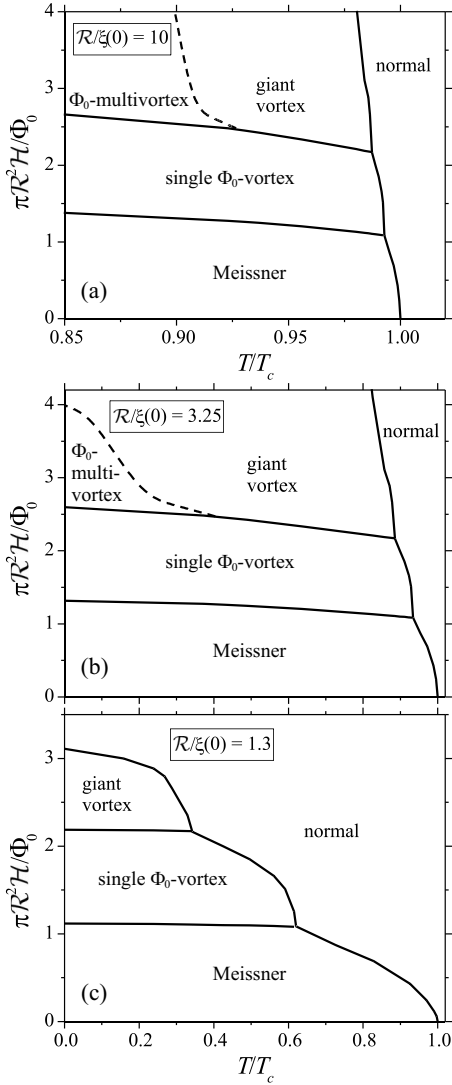 4
R/ξ(0) = 10
normal
giant
vortex
Φ₀-multivortex
3
πR²H/Φ₀
2
single Φ₀-vortex
1
Meissner
(a)
0
0.85 0.90 0.95 1.00
T/Tc
4
R/ξ(0) = 3.25
normal
Φ₀-
multi-
vortex
giant
vortex
3
πR²H/Φ₀
2
single Φ₀-vortex
1
Meissner
(b)
0
R/ξ(0) = 1.3
3
giant
vortex
normal
πR²H/Φ₀
2
single Φ₀-vortex
1
Meissner
(c)
0
0.0 0.2 0.4 0.6 0.8 1.0
T/Tc